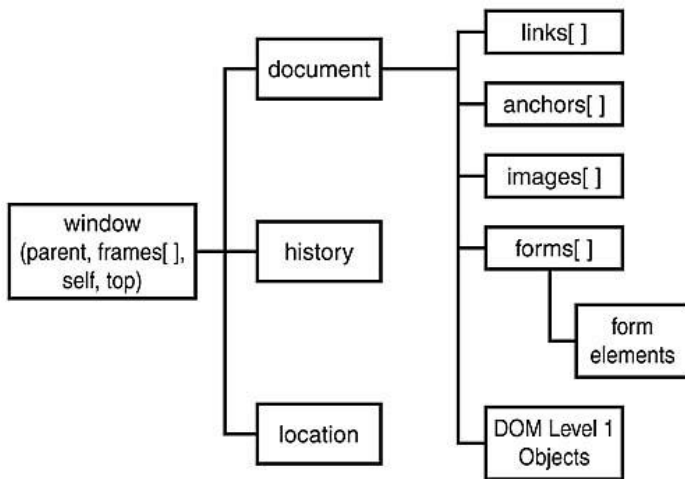 document
links[ ]
anchors[ ]
images[ ]
window
(parent, frames[ ],
self, top)
history
forms[ ]
form
elements
location
DOM Level 1
Objects